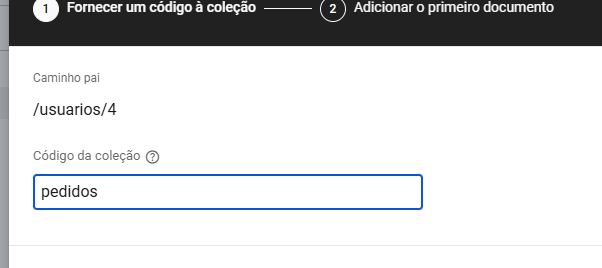 1 Fornecer um código à coleção 2 Adicionar o primeiro documento
Caminho pai
/usuarios/4
Código da coleção ?
pedidos